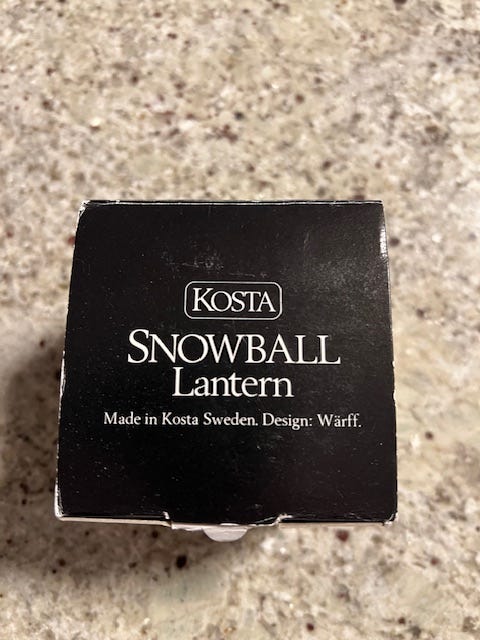 KOSTA
SNOWBALL
Lantern
Made in Kosta Sweden. Design: Wärff.